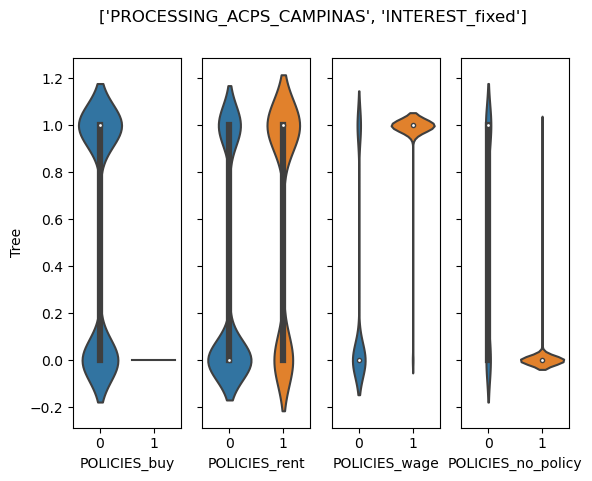 ['PROCESSING_ACPS_CAMPINAS', 'INTEREST_fixed']
Tree
1.2
1.0
0.8
0.6
0.4
0.2
0.0
−0.2
0 1 0 1 0 1 0 1
POLICIES_buy POLICIES_rent POLICIES_wage POLICIES_no_policy